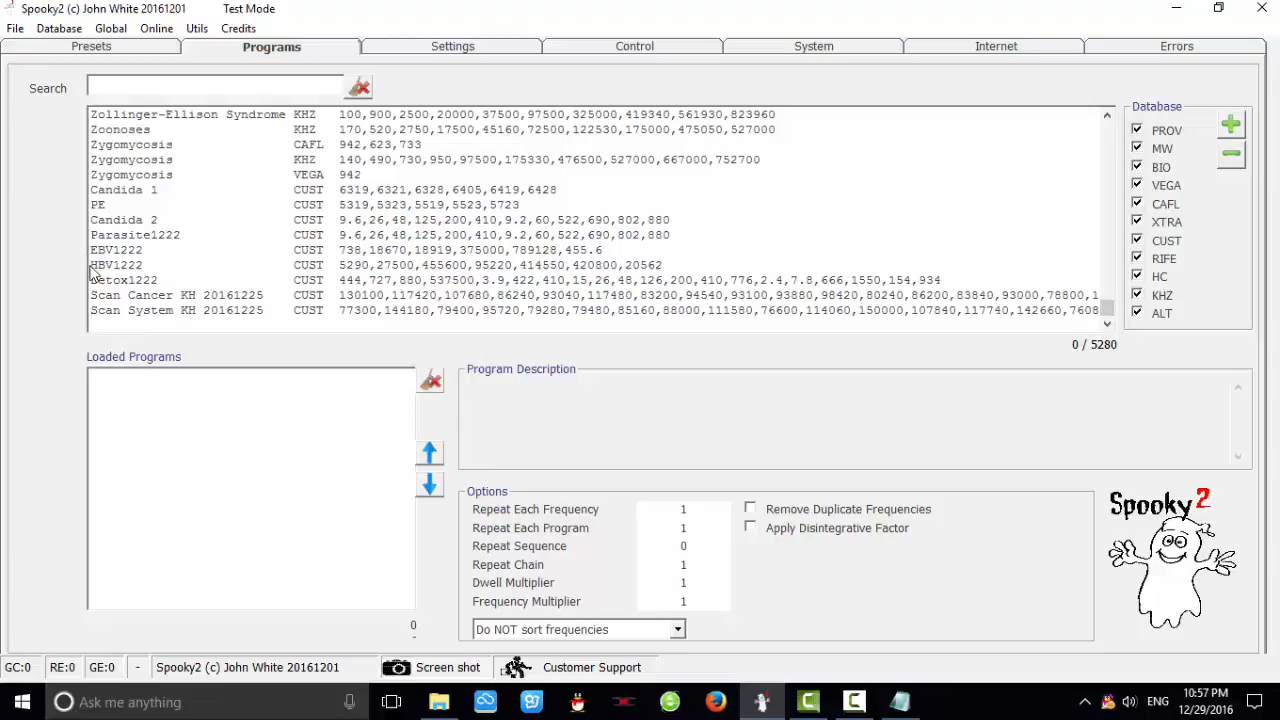 Spooky2 (c) John White 20161201 Test Mode
File Database Global Online Utils Credits
Presets Programs Settings Control System Internet Errors
Search
Zollinger-Ellison Syndrome KHZ 100,900,2500,20000,37500,97500,325000,419340,561930,823960
Zoonoses KHZ 170,520,2750,17500,45160,72500,122530,175000,475050,527000
Zygomycosis CAFL 942,623,733
Zygomycosis KHZ 140,490,730,950,97500,175330,476500,527000,667000,752700
Zygomycosis VEGA 942
Candida 1 CUST 6319,6321,6328,6405,6419,6428
PE CUST 5319,5323,5519,5523,5723
Candida 2 CUST 9.6,26,48,125,200,410,9.2,60,522,690,802,880
Parasite1222 CUST 9.6,26,48,125,200,410,9.2,60,522,690,802,880
EBV1222 CUST 738,18670,18919,375000,789128,455.6
HBV1222 CUST 5290,27500,455600,95220,414550,420800,20562
Detox1222 CUST 444,727,880,537500,3.9,422,410,15,26,48,126,200,410,776,2.4,7.8,666,1550,154,934
Scan Cancer KH 20161225 CUST 130100,117420,107680,86240,93040,117480,83200,94540,93100,93880,98420,80240,86200,83840,93000,78800,1
Scan System KH 20161225 CUST 77300,144180,79400,95720,79280,79480,85160,88000,111580,76600,114060,150000,107840,117740,142660,7608
0 / 5280
Database
PROV
MW
BIO
VEGA
CAFL
XTRA
CUST
RIFE
HC
KHZ
ALT
Loaded Programs
0
-
Program Description
Options
Repeat Each Frequency 1
Repeat Each Program 1
Repeat Sequence 0
Repeat Chain 1
Dwell Multiplier 1
Frequency Multiplier 1
Do NOT sort frequencies
Remove Duplicate Frequencies
Apply Disintegrative Factor
Spooky2
GC:0 RE:0 GE:0 - Spooky2 (c) John White 20161201 Screen shot Customer Support
Ask me anything
ENG
10:57 PM
12/29/2016